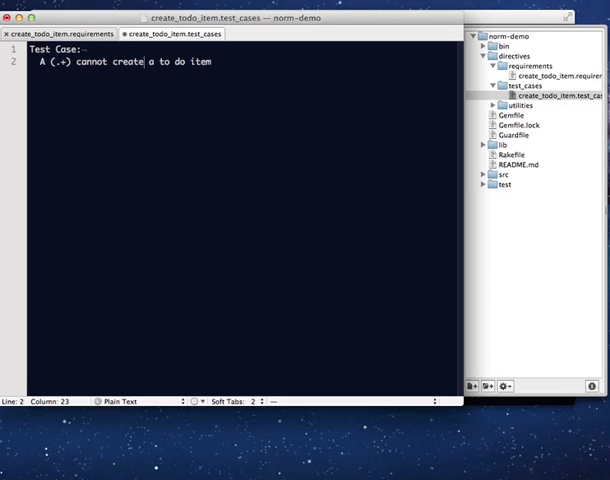 create_todo_item.test_cases — norm-demo
create_todo_item.requirements
create_todo_item.test_cases
1 Test Case:¬
2 A (.+) cannot create a to do item
Line: 2 Column: 23 Plain Text Soft Tabs: 2 —
norm-demo
bin
directives
requirements
create_todo_item.requirer
test_cases
create_todo_item.test_cas
utilities
Gemfile
Gemfile.lock
Guardfile
lib
Rakefile
README.md
src
test